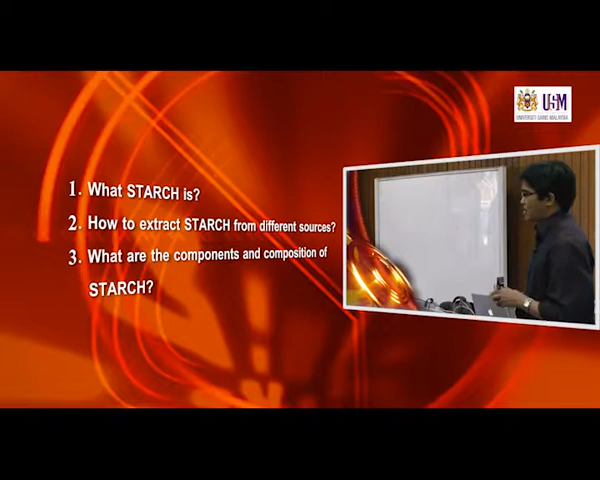 USM
UNIVERSITI SAINS MALAYSIA
1. What STARCH is?
2. How to extract STARCH from different sources?
3. What are the components and composition of
STARCH?